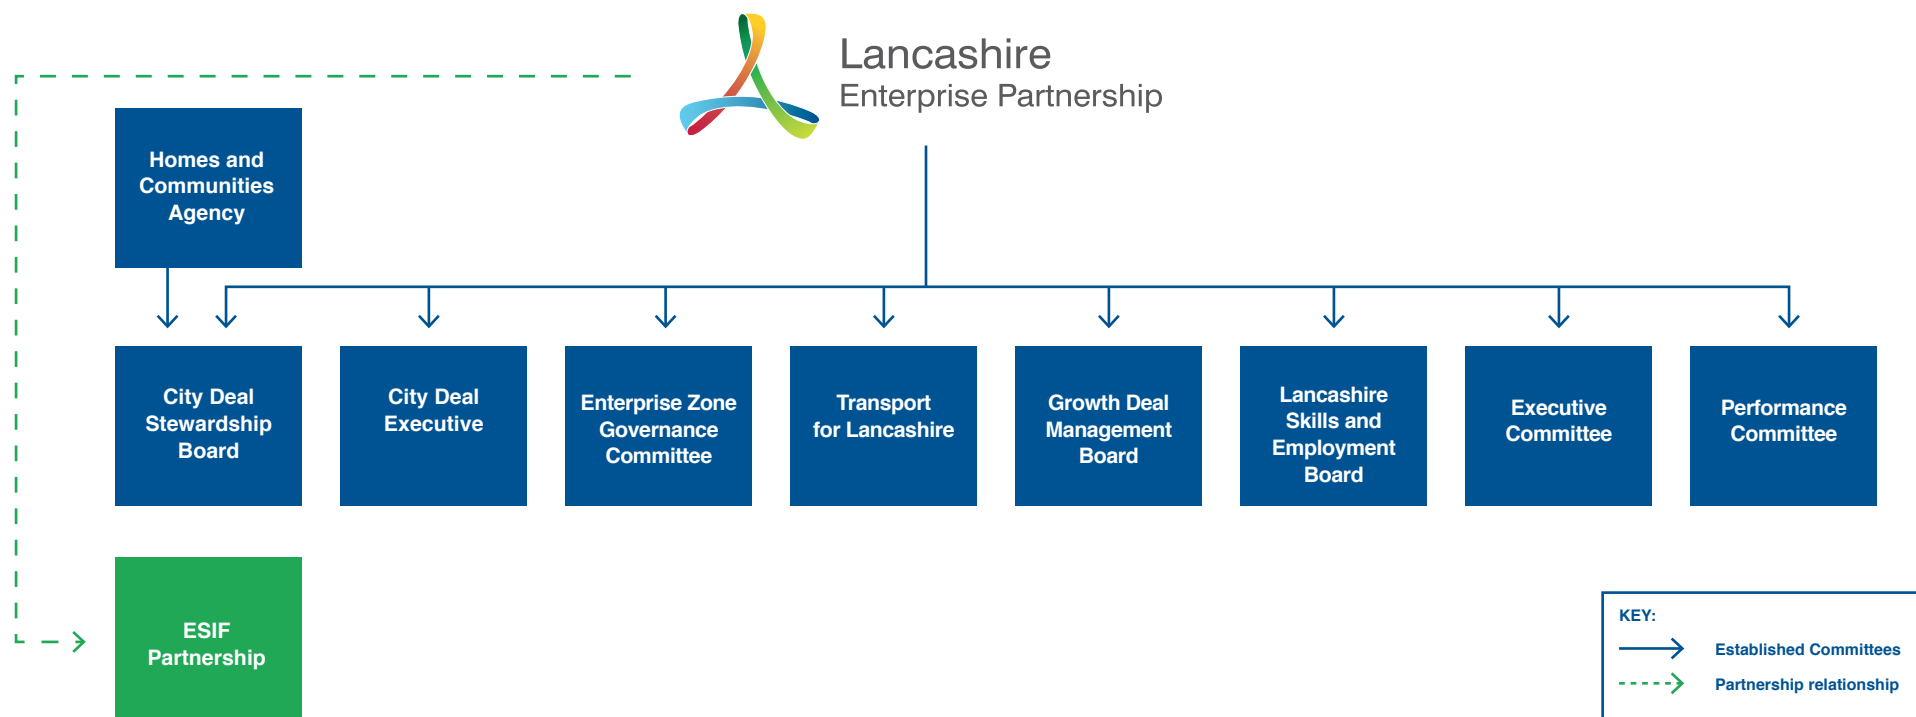 Lancashire
Enterprise Partnership
Homes and
Communities
Agency
City Deal
Stewardship
Board
City Deal
Executive
Enterprise Zone
Governance
Committee
Transport
for Lancashire
Growth Deal
Management
Board
Lancashire
Skills and
Employment
Board
Executive
Committee
Performance
Committee
ESIF
Partnership
KEY:
Established Committees
Partnership relationship